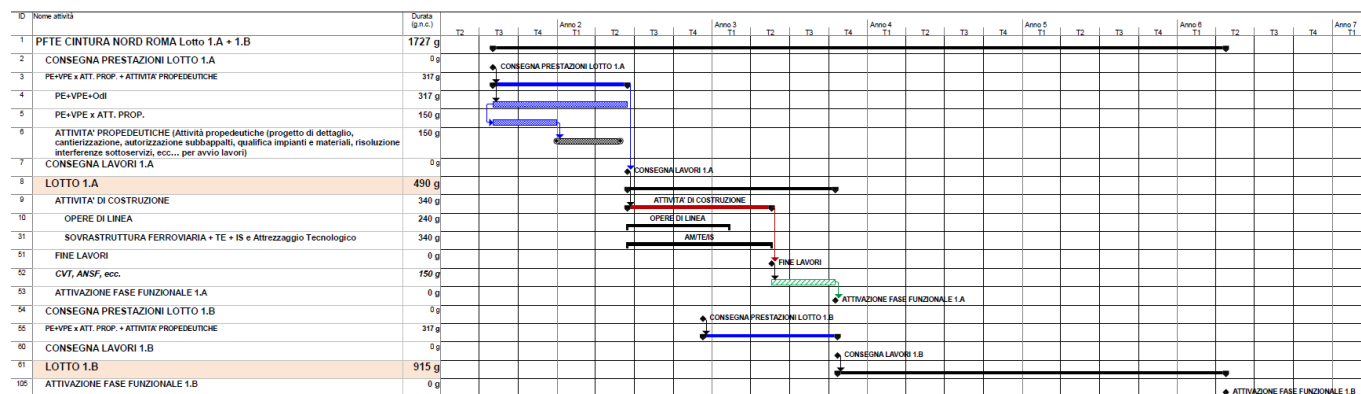 ID Nome attività Durata (g.n.c.)
Anno 2 Anno 3 Anno 4 Anno 5 Anno 6 Anno 7
T2 T3 T4 T1 T2 T3 T4 T1 T2 T3 T4 T1 T2 T3 T4 T1 T2 T3 T4 T1 T2 T3 T4 T1
1 PFTE CINTURA NORD ROMA Lotto 1.A + 1.B 1727 g
2 CONSEGNA PRESTAZIONI LOTTO 1.A 0 g CONSEGNA PRESTAZIONI LOTTO 1.A
3 PE+VPE x ATT. PROP. + ATTIVITA' PROPEDEUTICHE 317 g
4 PE+VPE+OdI 317 g
5 PE+VPE x ATT. PROP. 150 g
6 ATTIVITA' PROPEDEUTICHE (Attività propedeutiche (progetto di dettaglio, 150 g
cantierizzazione, autorizzazione subbappalti, qualifica impianti e materiali, risoluzione
interferenze sottoservizi, ecc... per avvio lavori)
7 CONSEGNA LAVORI 1.A 0 g CONSEGNA LAVORI 1.A
8 LOTTO 1.A 490 g
9 ATTIVITA' DI COSTRUZIONE 340 g ATTIVITA' DI COSTRUZIONE
10 OPERE DI LINEA 240 g OPERE DI LINEA
31 SOVRASTRUTTURA FERROVIARIA + TE + IS e Attrezzaggio Tecnologico 340 g AM/TE/IS
51 FINE LAVORI 0 g FINE LAVORI
52 CVT, ANSF, ecc. 150 g
53 ATTIVAZIONE FASE FUNZIONALE 1.A 0 g ATTIVAZIONE FASE FUNZIONALE 1.A
54 CONSEGNA PRESTAZIONI LOTTO 1.B 0 g CONSEGNA PRESTAZIONI LOTTO 1.B
55 PE+VPE x ATT. PROP. + ATTIVITA' PROPEDEUTICHE 317 g
60 CONSEGNA LAVORI 1.B 0 g CONSEGNA LAVORI 1.B
61 LOTTO 1.B 915 g
105 ATTIVAZIONE FASE FUNZIONALE 1.B 0 g ATTIVAZIONE FASE FUNZIONALE 1.B